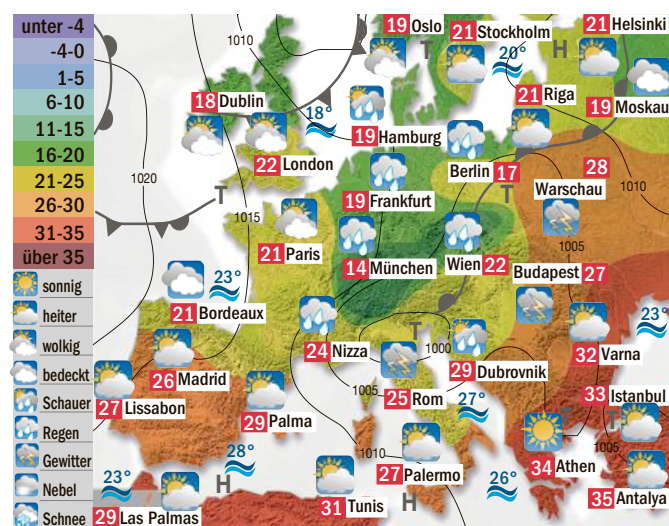 unter -4
-4-0
1-5
6-10
11-15
16-20
21-25
26-30
31-35
über 35
sonnig
heiter
wolkig
bedeckt
Schauer
Regen
Gewitter
Nebel
Schnee
19 Oslo
21 Stockholm
21 Helsinki
1010
T
H
20°
18 Dublin
18°
21 Riga
19 Moskau
19 Hamburg
22 London
Berlin 17
28 Warschau
1020
T
1015
19 Frankfurt
T
1010
1005
21 Paris
14 München
Wien 22
Budapest 27
23°
21 Bordeaux
23°
T
1000
24 Nizza
29 Dubrovnik
32 Varna
26 Madrid
27 Lissabon
1005
25 Rom
33 Istanbul
29 Palma
27°
T
T
1005
28°
1010
27 Palermo
34 Athen
23°
H
26°
35 Antalya
29 Las Palmas
31 Tunis
H